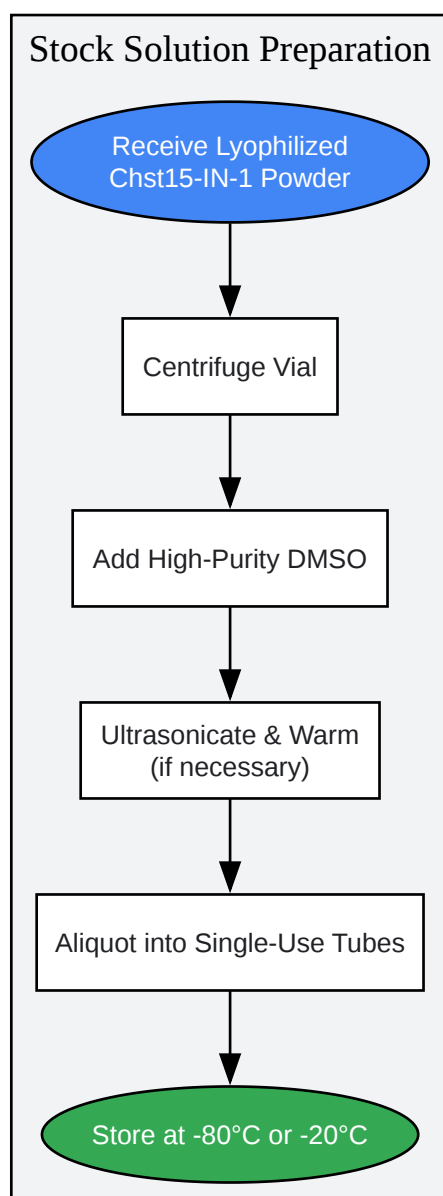 Stock Solution Preparation
Receive Lyophilized
Chst15-IN-1 Powder
Centrifuge Vial
Add High-Purity DMSO
Ultrasonicate & Warm
(if necessary)
Aliquot into Single-Use Tubes
Store at -80°C or -20°C